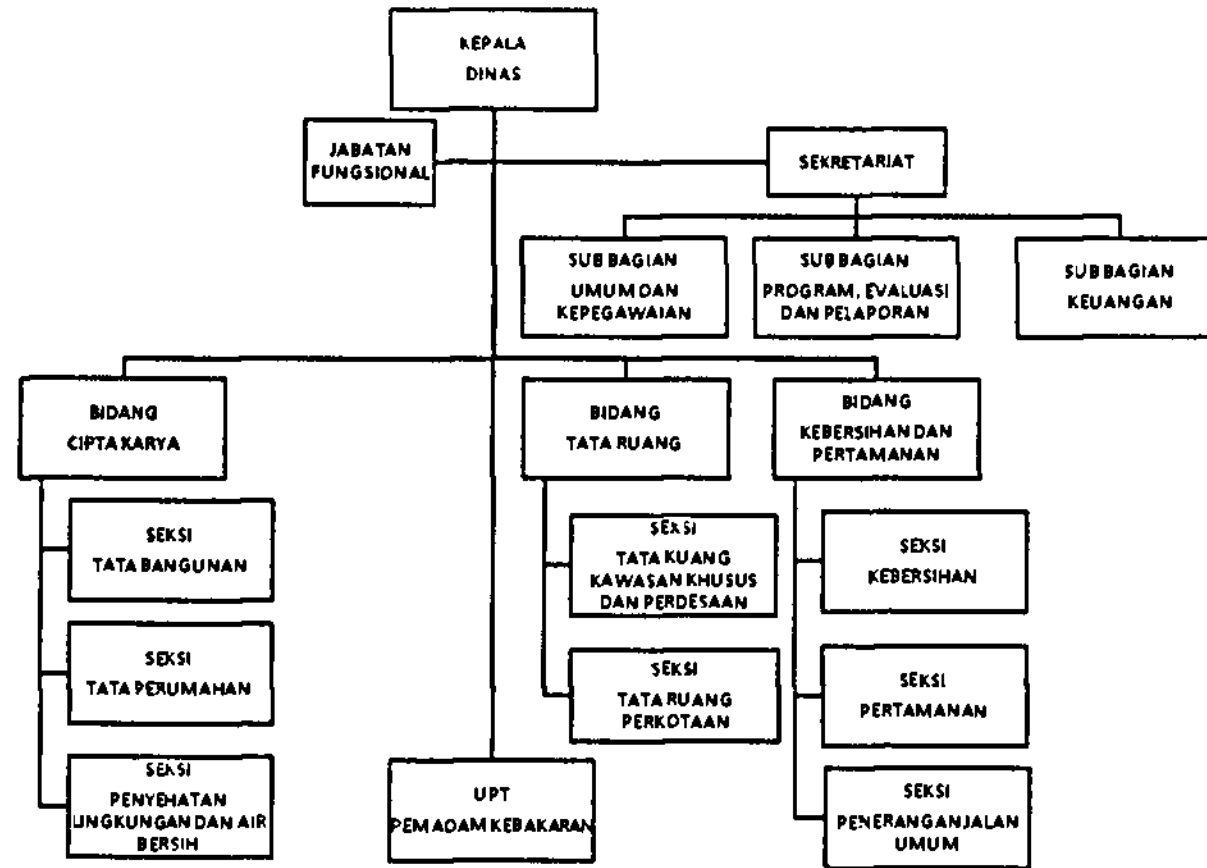 KEPALA
DINAS
JABATAN
FUNGSIONAL
SEKRETARIAT
SUB BAGIAN
UMUM DAN
KEPEGAWAIAN
SUB BAGIAN
PROGRAM, EVALUASI
DAN PELAPORAN
SUB BAGIAN
KEUANGAN
BIDANG
CIPTA KARYA
BIDANG
TATA RUANG
BIDANG
KEBERSIHAN DAN
PERTAMANAN
SEKSI
TATA BANGUNAN
SEKSI
TATA PERUMAHAN
SEKSI
PENYEHATAN
LINGKUNGAN DAN AIR
BERSIH
UPT
PEMADAM KEBAKARAN
SEKSI
TATA KUANG
KAWASAN KHUSUS
DAN PERDESAAN
SEKSI
TATA RUANG
PERKOTAAN
SEKSI
KEBERSIHAN
SEKSI
PERTAMANAN
SEKSI
PENERANGAN JALAN
UMUM